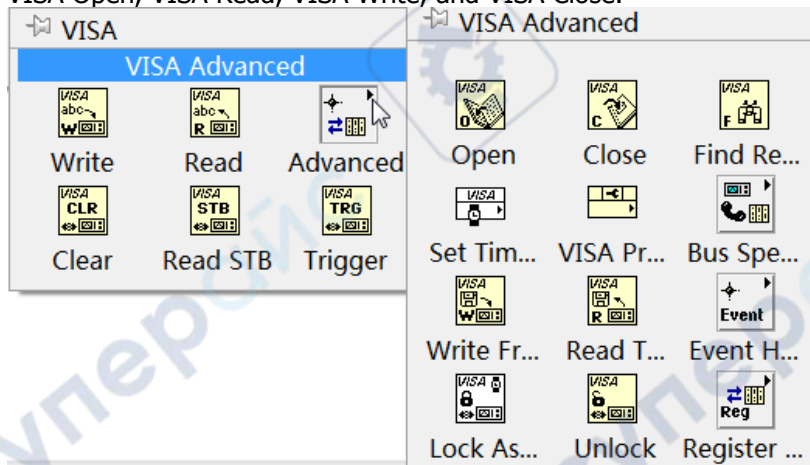 VISA Open, VISA Read, VISA Write, and VISA Close.
VISA
VISA Advanced
VISA abc W
VISA abc R
Write Read Advanced
VISA CLR
VISA STB
VISA TRG
Clear Read STB Trigger
VISA Advanced
VISA O
VISA C
VISA F
Open Close Find Re...
VISA
Set Tim... VISA Pr... Bus Spe...
VISA W
VISA R
Event
Write Fr... Read T... Event H...
VISA
VISA
Reg
Lock As... Unlock Register ...